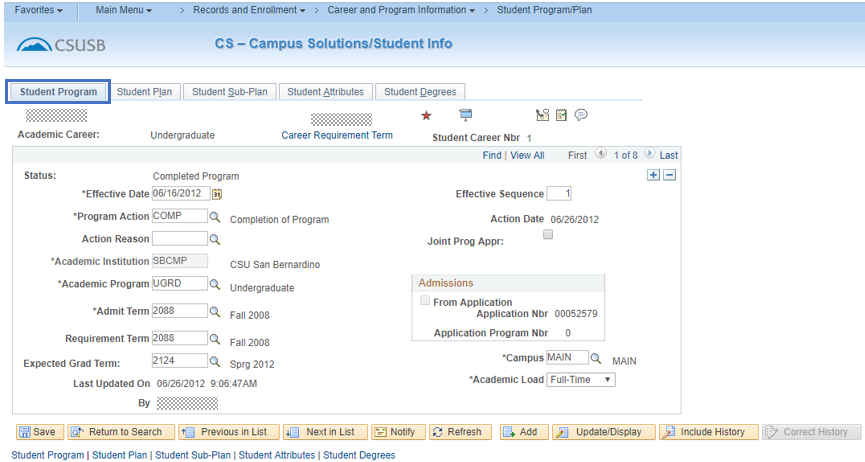 Favorites Main Menu > Records and Enrollment > Career and Program Information > Student Program/Plan
CSUSB CS – Campus Solutions/Student Info
Student Program Student Plan Student Sub-Plan Student Attributes Student Degrees
Academic Career: Undergraduate Career Requirement Term Student Career Nbr 1
Find | View All First 1 of 8 Last
Status: Completed Program
*Effective Date 06/16/2012 31 Effective Sequence 1
*Program Action COMP Completion of Program Action Date 06/26/2012
Action Reason Joint Prog Appr:
*Academic Institution SBCMP CSU San Bernardino
*Academic Program UGRD Undergraduate
Admissions
From Application
*Admit Term 2088 Fall 2008 Application Nbr 00052579
Requirement Term 2088 Fall 2008 Application Program Nbr 0
Expected Grad Term: 2124 Sprg 2012 *Campus MAIN MAIN
Last Updated On 06/26/2012 9:06:47AM *Academic Load Full-Time
By
Save Return to Search Previous in List Next in List Notify Refresh Add Update/Display Include History Correct History
Student Program | Student Plan | Student Sub-Plan | Student Attributes | Student Degrees